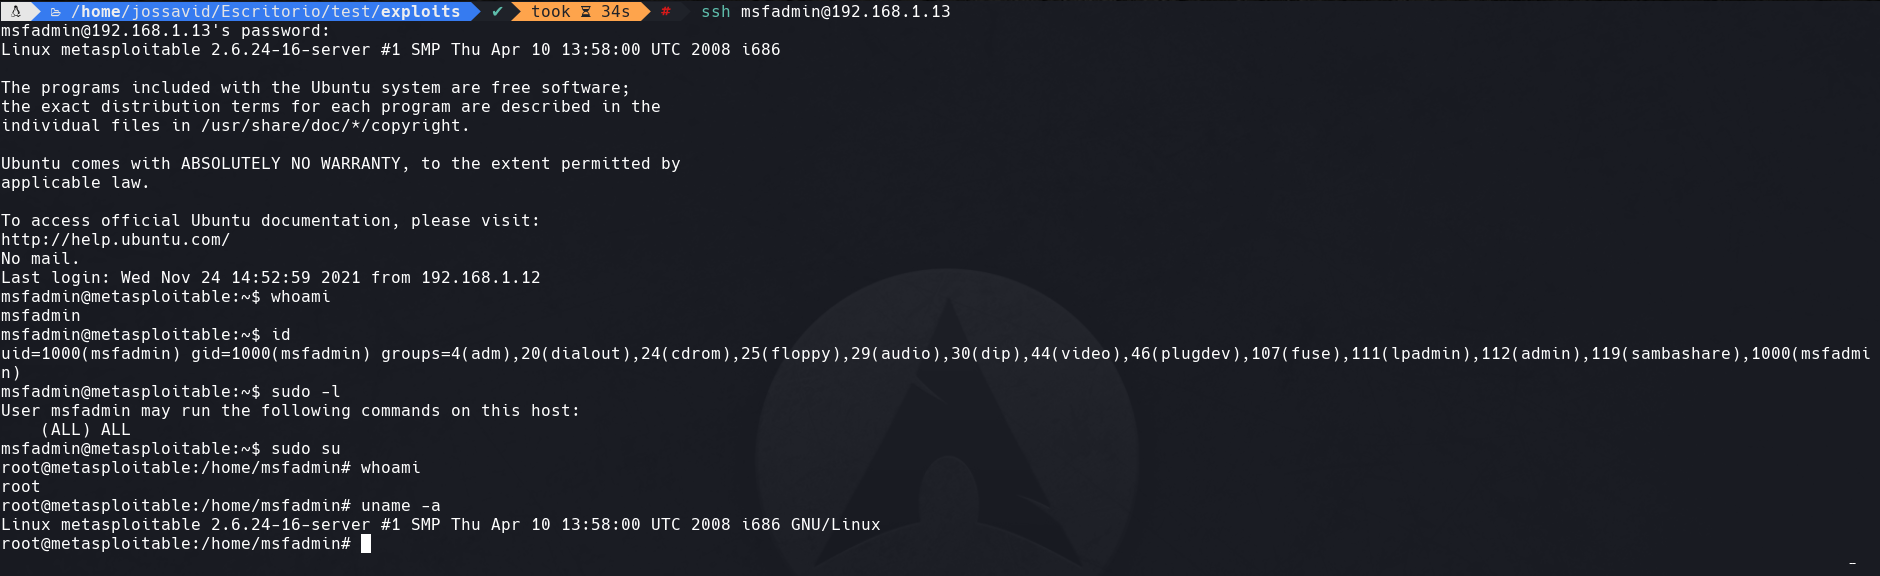 /home/jossavid/Escritorio/test/exploits ✔ took ⏳ 34s # ssh msfadmin@192.168.1.13
msfadmin@192.168.1.13's password:
Linux metasploitable 2.6.24-16-server #1 SMP Thu Apr 10 13:58:00 UTC 2008 i686
The programs included with the Ubuntu system are free software;
the exact distribution terms for each program are described in the
individual files in /usr/share/doc/*/copyright.
Ubuntu comes with ABSOLUTELY NO WARRANTY, to the extent permitted by
applicable law.
To access official Ubuntu documentation, please visit:
http://help.ubuntu.com/
No mail.
Last login: Wed Nov 24 14:52:59 2021 from 192.168.1.12
msfadmin@metasploitable:~$ whoami
msfadmin
msfadmin@metasploitable:~$ id
uid=1000(msfadmin) gid=1000(msfadmin) groups=4(adm),20(dialout),24(cdrom),25(floppy),29(audio),30(dip),44(video),46(plugdev),107(fuse),111(lpadmin),112(admin),119(sambashare),1000(msfadmi
n)
msfadmin@metasploitable:~$ sudo -l
User msfadmin may run the following commands on this host:
    (ALL) ALL
msfadmin@metasploitable:~$ sudo su
root@metasploitable:/home/msfadmin# whoami
root
root@metasploitable:/home/msfadmin# uname -a
Linux metasploitable 2.6.24-16-server #1 SMP Thu Apr 10 13:58:00 UTC 2008 i686 GNU/Linux
root@metasploitable:/home/msfadmin#